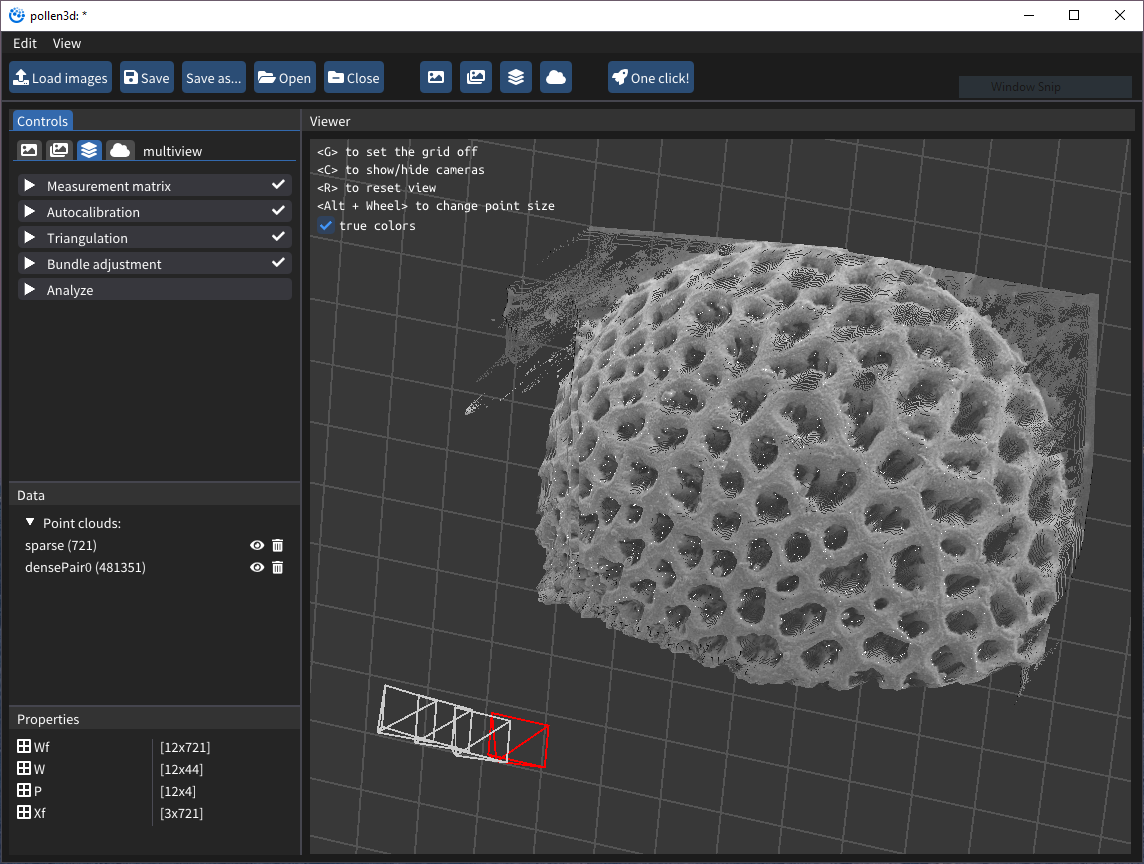 pollen3d: *
Edit View
Load images Save Save as... Open Close One click!
Window Snip
Controls
multiview
Measurement matrix
Autocalibration
Triangulation
Bundle adjustment
Analyze
Data
Point clouds:
sparse (721)
densePair0 (481351)
Properties
Wf [12x721]
W [12x44]
P [12x4]
Xf [3x721]
Viewer
<G> to set the grid off
<C> to show/hide cameras
<R> to reset view
<Alt + Wheel> to change point size
true colors